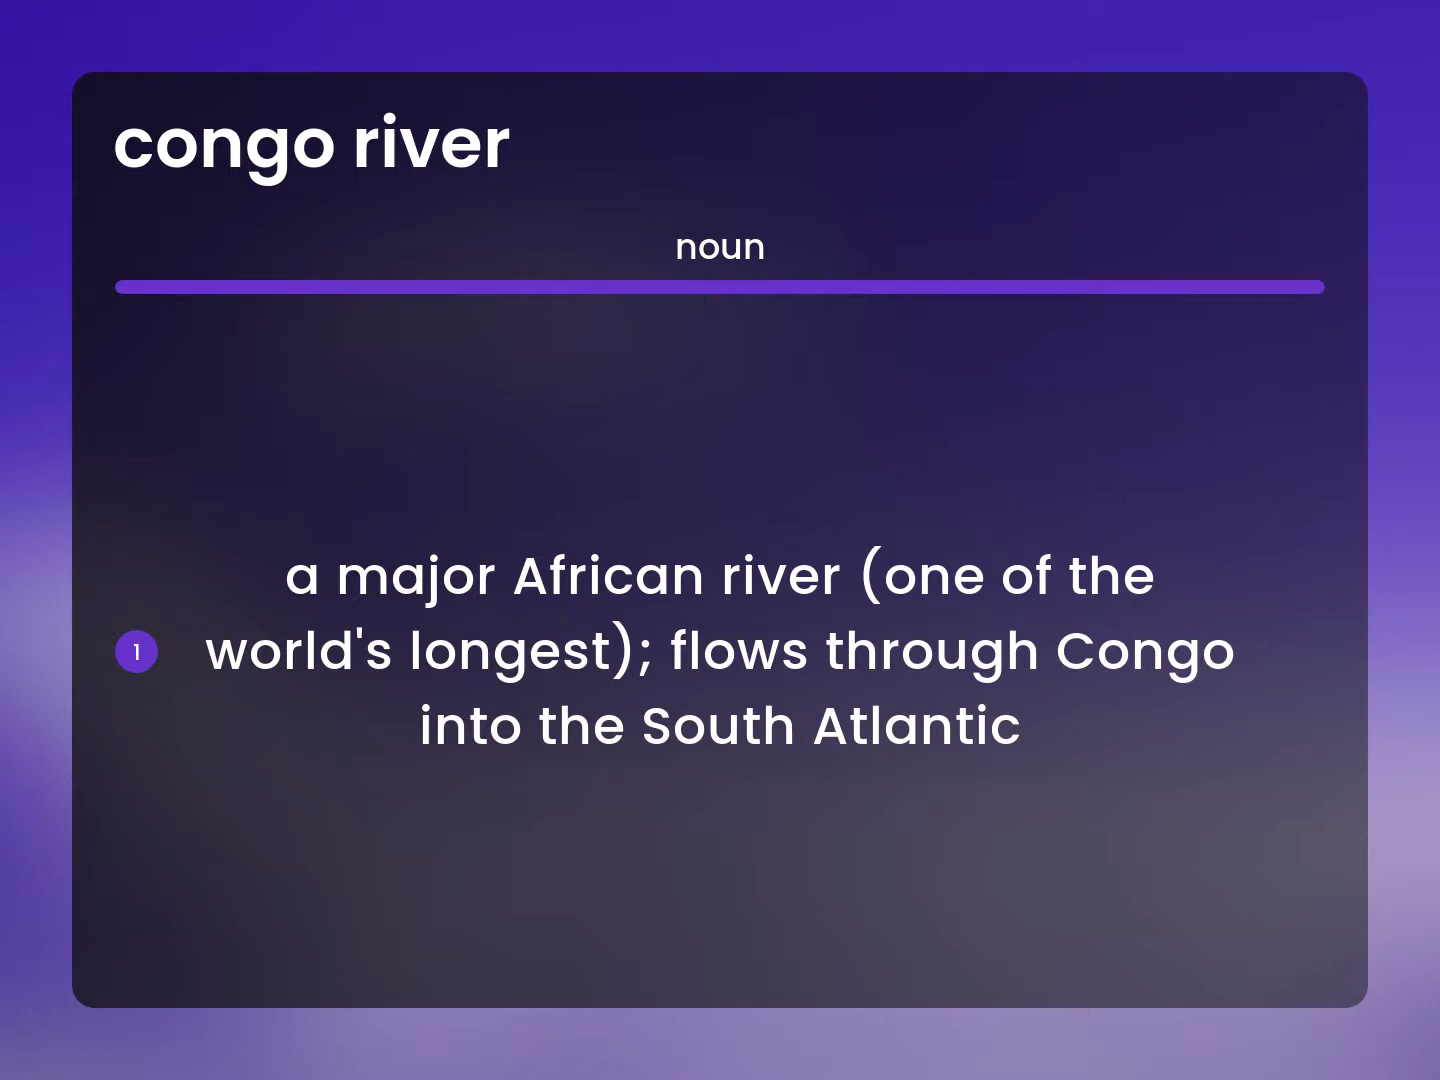 congo river
noun
a major African river (one of the
1 world's longest); flows through Congo
into the South Atlantic